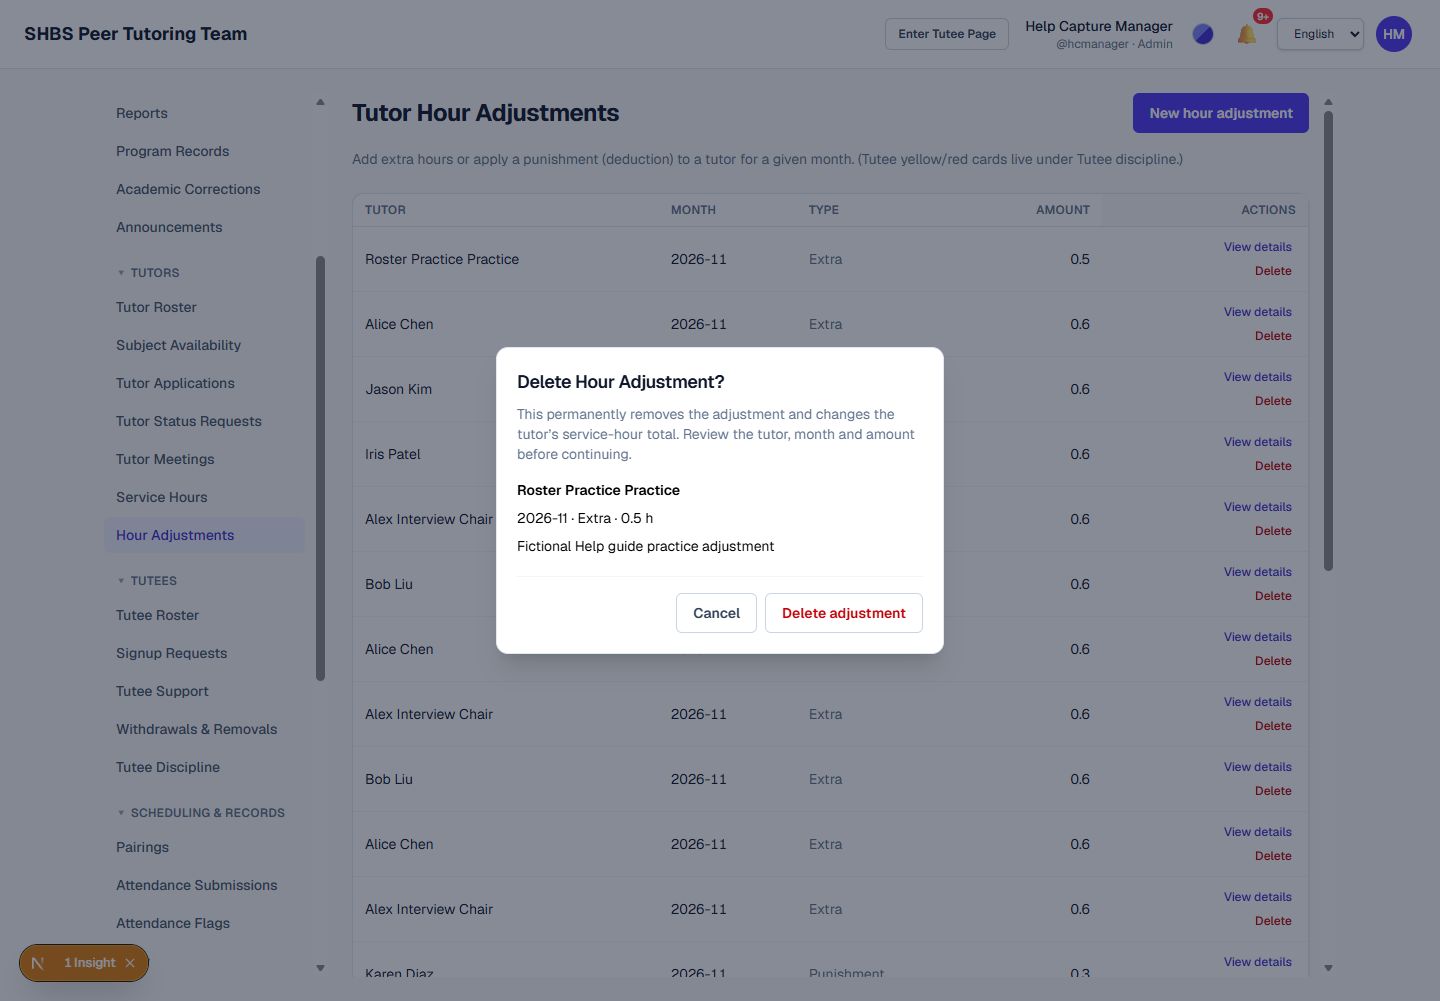 SHBS Peer Tutoring Team
Enter Tutee Page
Help Capture Manager
@hcmanager · Admin
9+
English
HM
Reports
Program Records
Academic Corrections
Announcements
TUTORS
Tutor Roster
Subject Availability
Tutor Applications
Tutor Status Requests
Tutor Meetings
Service Hours
Hour Adjustments
TUTEES
Tutee Roster
Signup Requests
Tutee Support
Withdrawals & Removals
Tutee Discipline
SCHEDULING & RECORDS
Pairings
Attendance Submissions
Attendance Flags
1 Insight
Tutor Hour Adjustments
New hour adjustment
Add extra hours or apply a punishment (deduction) to a tutor for a given month. (Tutee yellow/red cards live under Tutee discipline.)
TUTOR MONTH TYPE AMOUNT ACTIONS
Roster Practice Practice 2026-11 Extra 0.5 View details
Delete
Alice Chen 2026-11 Extra 0.6 View details
Delete
Jason Kim 0.6 View details
Delete
Iris Patel 0.6 View details
Delete
Alex Interview Chair 0.6 View details
Delete
Bob Liu 0.6 View details
Delete
Alice Chen 0.6 View details
Delete
Alex Interview Chair 2026-11 Extra 0.6 View details
Delete
Bob Liu 2026-11 Extra 0.6 View details
Delete
Alice Chen 2026-11 Extra 0.6 View details
Delete
Alex Interview Chair 2026-11 Extra 0.6 View details
Delete
Karen Diaz 2026-11 Punishment 0.3 View details
Delete Hour Adjustment?
This permanently removes the adjustment and changes the
tutor's service-hour total. Review the tutor, month and amount
before continuing.
Roster Practice Practice
2026-11 · Extra · 0.5 h
Fictional Help guide practice adjustment
Cancel
Delete adjustment